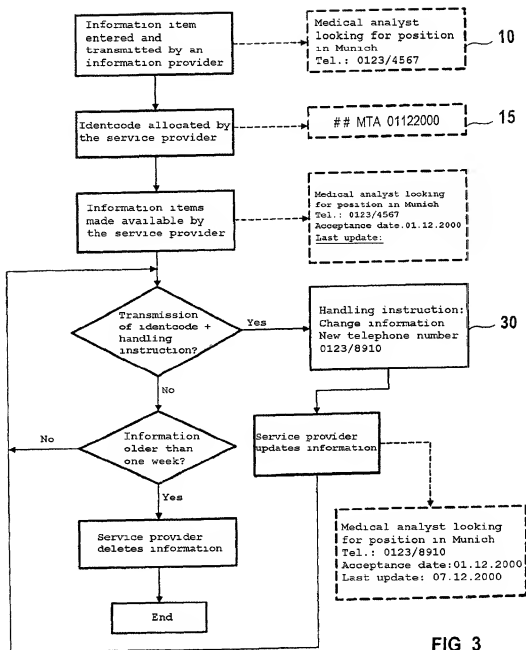 Information item
entered and
transmitted by an
information provider
Medical analyst
looking for position
in Munich
Tel.: 0123/4567
10
Identcode allocated by
the service provider
## MTA 01122000
15
Information items
made available by
the service provider
Medical analyst looking
for position in Munich
Tel.: 0123/4567
Acceptance date.01.12.2000
Last update:
Transmission
of identcode +
handling
instruction?
Yes
Handling instruction:
Change information
New telephone number
0123/8910
30
No
Information
older than
one week?
No
Service provider
updates information
Yes
Service provider
deletes information
Medical analyst looking
for position in Munich
Tel.: 0123/8910
Acceptance date:01.12.2000
Last update: 07.12.2000
End
FIG 3